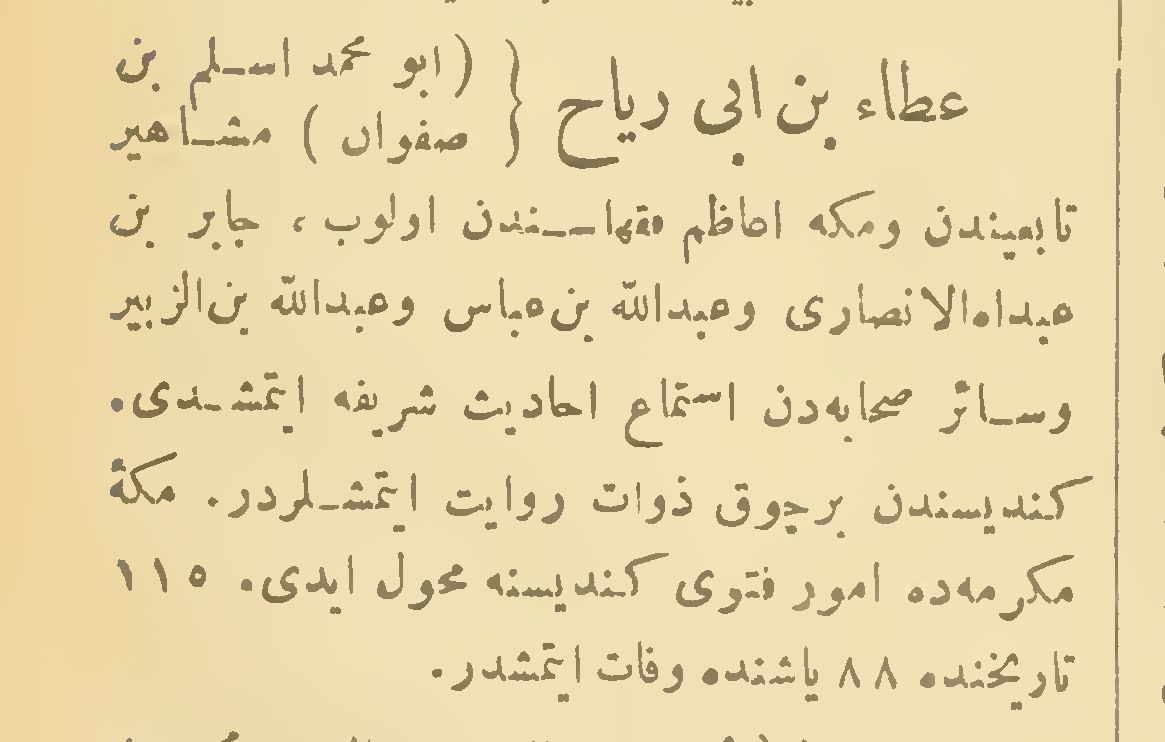 عطاء بن ابی ریاح { (ابو محمد اسلم بن
صفوان) مشاهیر
تابعیندن ومکه اعاظم فقهاسندن اولوب، جابر بن
عبداه‌الانصاری وعبدالله بن‌عباس وعبدالله بن‌الزبیر
وسائر صحابه‌دن استماع احادیث شریفه ایتمشدی.
کندیسندن برچوق ذوات روایت ایتمشلردر. مکهٔ
مکرمه‌ده امور فتوی کندیسنه محول ایدی. ۱۱۵
تاریخنده ۸۸ یاشنده وفات ایتمشدر.